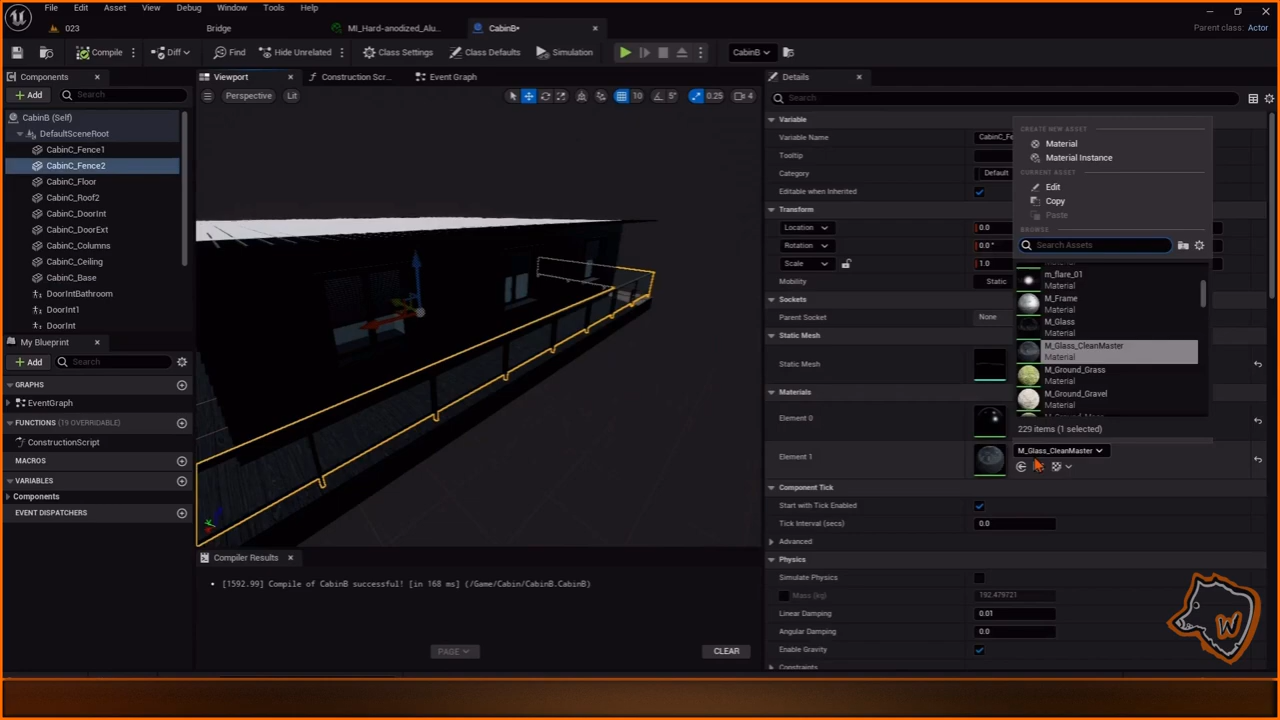 File
Edit
Asset
View
Debug
Window
Tools
Help
023
Bridge
MI_Hard-anodized_Alu...
CabinB•
Parent class: Actor
Compile
Diff
Find
Hide Unrelated
Class Settings
Class Defaults
Simulation
CabinB
Components
Add
Search
CabinB (Self)
DefaultSceneRoot
CabinC_Fence1
CabinC_Fence2
CabinC_Floor
CabinC_Roof2
CabinC_DoorInt
CabinC_DoorExt
CabinC_Columns
CabinC_Ceiling
CabinC_Base
DoorIntBathroom
DoorInt1
DoorInt
My Blueprint
Add
Search
GRAPHS
EventGraph
FUNCTIONS (19 OVERRIDABLE)
ConstructionScript
MACROS
VARIABLES
Components
EVENT DISPATCHERS
Viewport
Construction Scr...
Event Graph
Perspective
Lit
10
5°
0.25
4
Compiler Results
[1592.99] Compile of CabinB successful! [in 168 ms] (/Game/Cabin/CabinB.CabinB)
PAGE
CLEAR
Details
Search
Variable
Variable Name
CabinC_Fe
Tooltip
Category
Default
Editable when Inherited
Transform
Location
0.0
Rotation
0.0 °
Scale
1.0
Mobility
Static
Sockets
Parent Socket
None
Static Mesh
Static Mesh
Materials
Element 0
Element 1
M_Glass_CleanMaster
Component Tick
Start with Tick Enabled
Tick Interval (secs)
0.0
Advanced
Physics
Simulate Physics
Mass (kg)
192.479721
Linear Damping
0.01
Angular Damping
0.0
Enable Gravity
Constraints
CREATE NEW ASSET
Material
Material Instance
CURRENT ASSET
Edit
Copy
Paste
BROWSE
Search Assets
m_flare_01
Material
M_Frame
Material
M_Glass
Material
M_Glass_CleanMaster
Material
M_Ground_Grass
Material
M_Ground_Gravel
Material
229 items (1 selected)
W